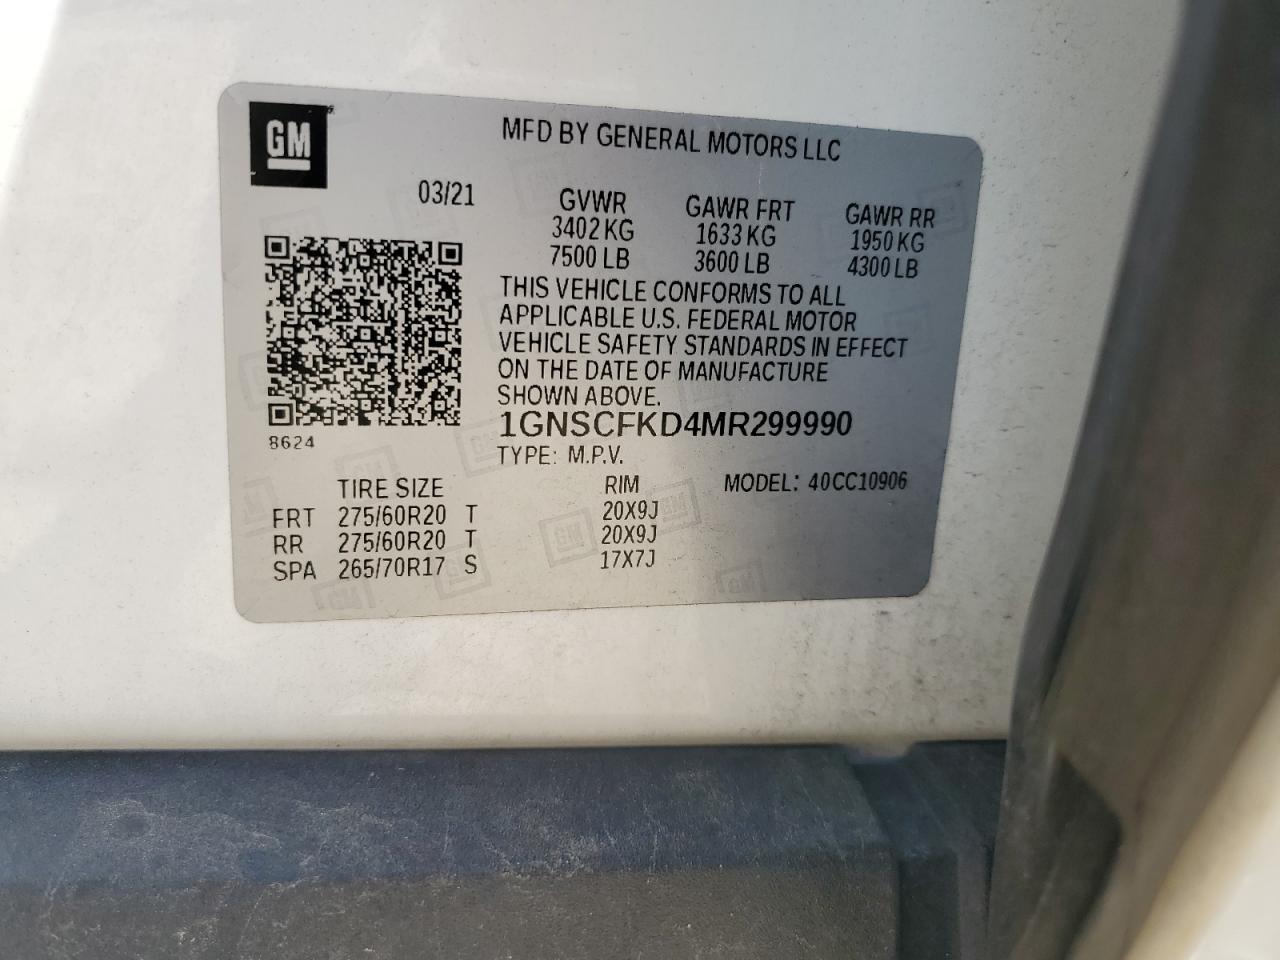 GM
MFD BY GENERAL MOTORS LLC
03/21
GVWR GAWR FRT GAWR RR
3402 KG 1633 KG 1950 KG
7500 LB 3600 LB 4300 LB
THIS VEHICLE CONFORMS TO ALL
APPLICABLE U.S. FEDERAL MOTOR
VEHICLE SAFETY STANDARDS IN EFFECT
ON THE DATE OF MANUFACTURE
SHOWN ABOVE.
8624
1GNSCFKD4MR299990
TYPE: M.P.V.
MODEL: 40CC10906
TIRE SIZE RIM
FRT 275/60R20 T 20X9J
RR 275/60R20 T 20X9J
SPA 265/70R17 S 17X7J